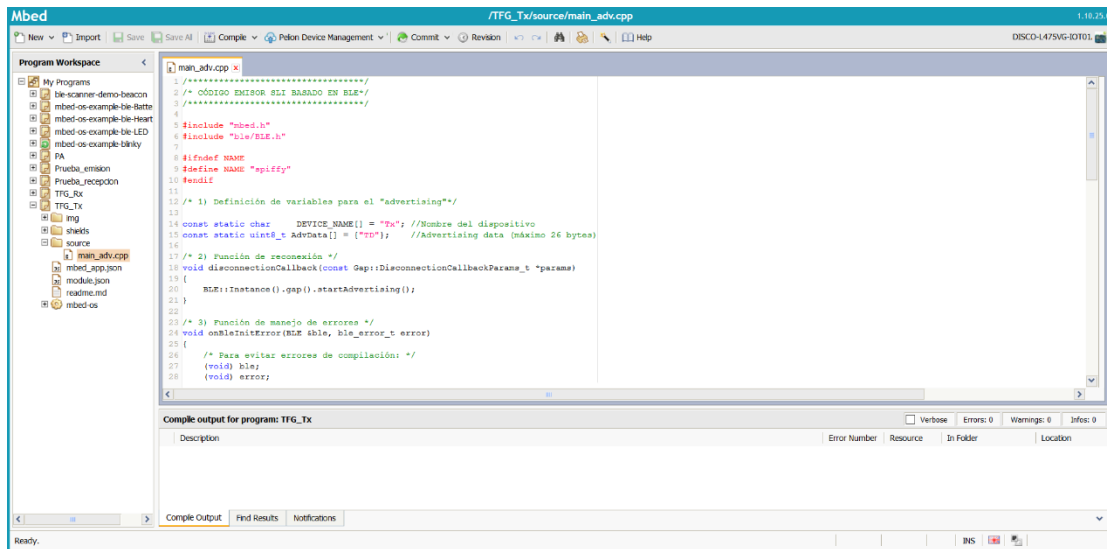 Mbed /TFG_Tx/source/main_adv.cpp 1.10.25.
New Import Save Save All Compile Pelion Device Management Commit Revision Help DISCO-L475VG-IOT01
Program Workspace <
My Programs
ble-scanner-demo-beacon
mbed-os-example-ble-Batte
mbed-os-example-ble-Heart
mbed-os-example-ble-LED
mbed-os-example-blinky
PA
Prueba_emision
Prueba_recepcion
TFG_Rx
TFG_Tx
img
shields
source
main_adv.cpp
mbed_app.json
module.json
readme.md
mbed-os
main_adv.cpp x
1 /**********************************/
2 /* CÓDIGO EMISOR SLI BASADO EN BLE*/
3 /**********************************/
4
5 #include "mbed.h"
6 #include "ble/BLE.h"
7
8 #ifndef NAME
9 #define NAME "spiffy"
10 #endif
11
12 /* 1) Definición de variables para el "advertising"*/
13
14 const static char DEVICE_NAME[] = "Tx"; //Nombre del dispositivo
15 const static uint8_t AdvData[] = {"TD"}; //Advertising data (máximo 26 bytes)
16
17 /* 2) Función de reconexión */
18 void disconnectionCallback(const Gap::DisconnectionCallbackParams_t *params)
19 {
20 BLE::Instance().gap().startAdvertising();
21 }
22
23 /* 3) Función de manejo de errores */
24 void onBleInitError(BLE &ble, ble_error_t error)
25 {
26 /* Para evitar errores de compilación: */
27 (void) ble;
28 (void) error;
Compile output for program: TFG_Tx Verbose Errors: 0 Warnings: 0 Infos: 0
Description Error Number Resource In Folder Location
Compile Output Find Results Notifications
Ready. INS